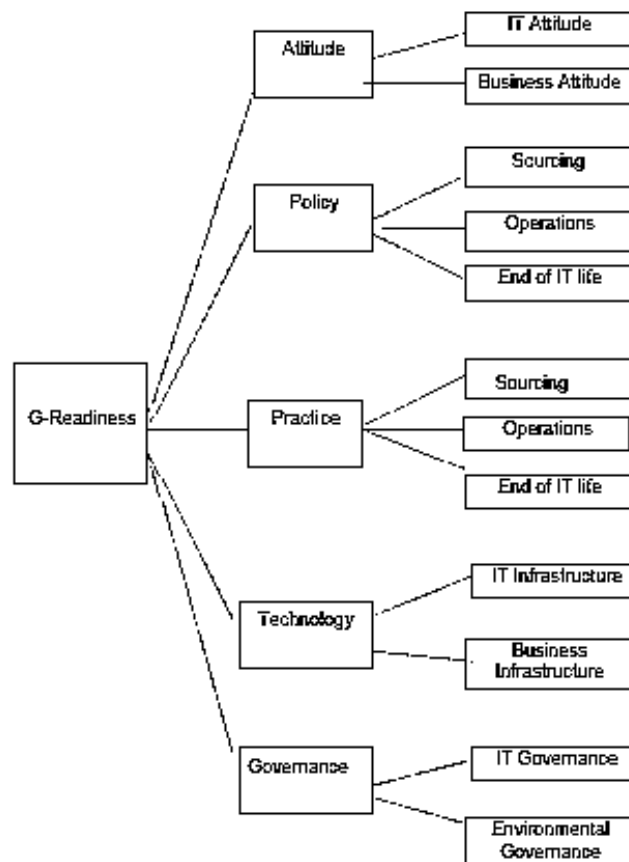 IT Attitude
Attitude
Business Attitude
Sourcing
Policy
Operations
End of IT life
G-Readiness
Practice
Sourcing
Operations
End of IT life
IT Infrastructure
Technology
Business
Infrastructure
Governance
IT Governance
Environmental
Governance